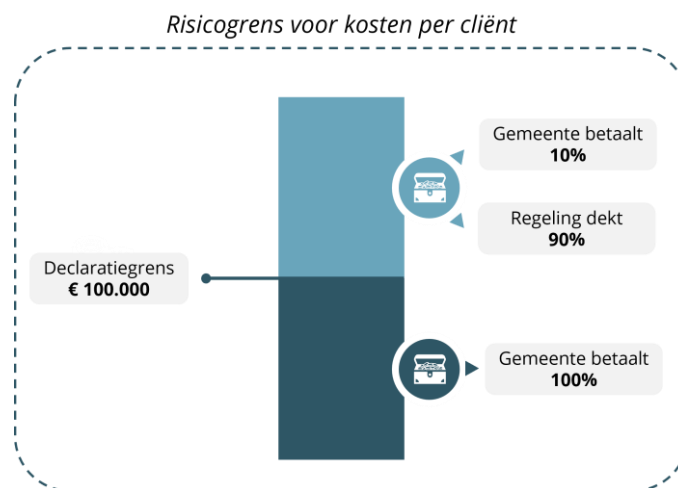 Risicogrens voor kosten per cliënt
Gemeente betaalt
10%
Regeling dekt
90%
Declaratiegrens
€ 100.000
Gemeente betaalt
100%